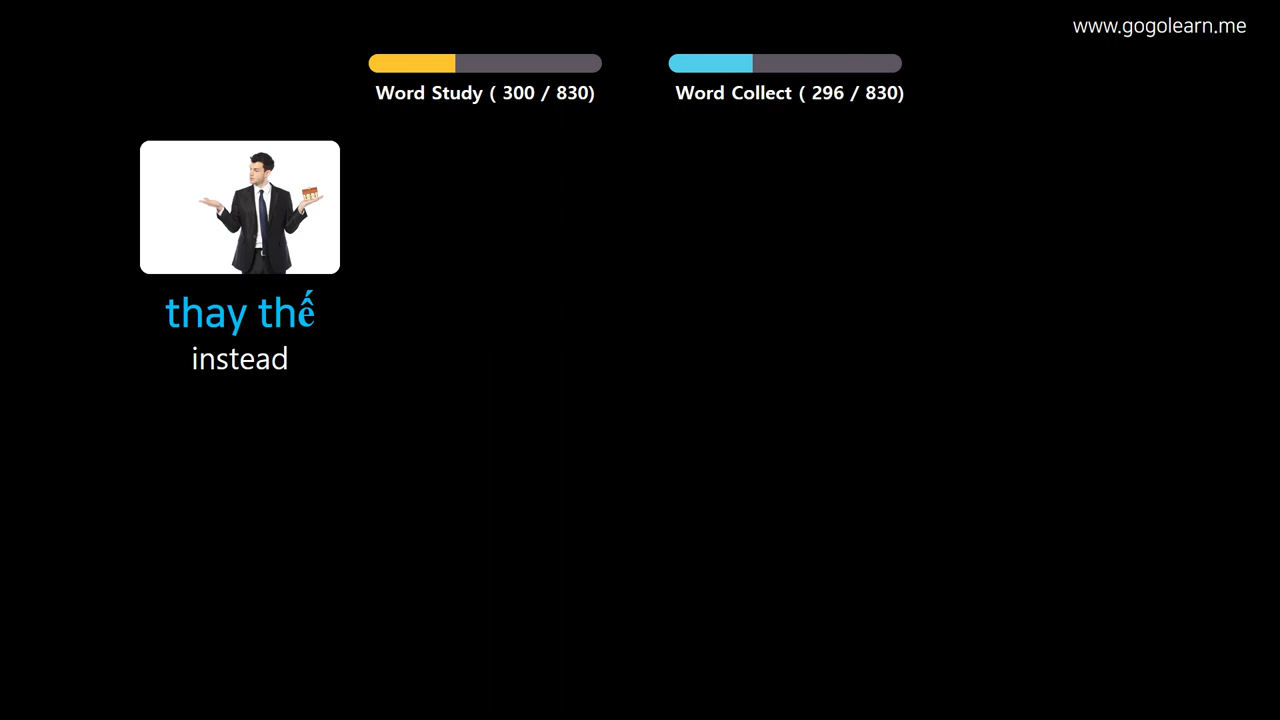 www.gogolearn.me
Word Study ( 300 / 830)
Word Collect ( 296 / 830)
thay thế
instead